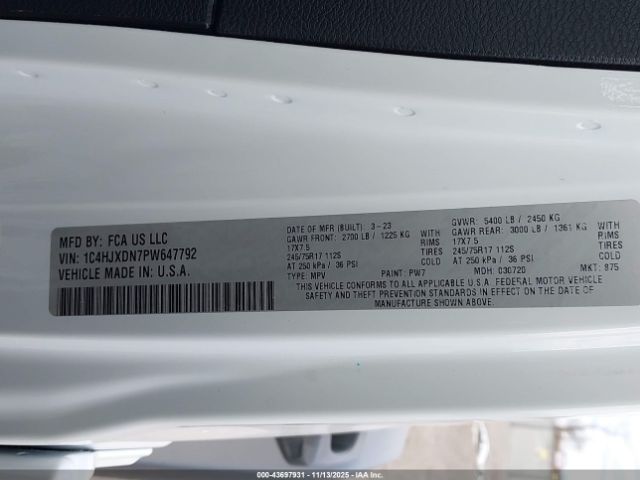 MFD BY: FCA US LLC
VIN: 1C4HJXDN7PW647792
VEHICLE MADE IN U.S.A.
DATE OF MFR (BUILT): 3-23
GAWR FRONT: 2700 LB / 1225 KG WITH
17X7.5 RIMS
245/75R17 112S TIRES
AT 250 kPa / 36 PSI COLD
TYPE: MPV PAINT: PW7
GVWR: 5400 LB / 2450 KG
GAWR REAR: 3000 LB / 1361 KG WITH
17X7.5 RIMS
245/75R17 112S TIRES
AT 250 kPa / 36 PSI COLD
MDH: 030720 MKT: 875
THIS VEHICLE CONFORMS TO ALL APPLICABLE U.S.A. FEDERAL MOTOR VEHICLE
SAFETY AND THEFT PREVENTION STANDARDS IN EFFECT ON THE DATE OF
MANUFACTURE SHOWN ABOVE.
00-43697931 - 11/13/2025 - IAA Inc.